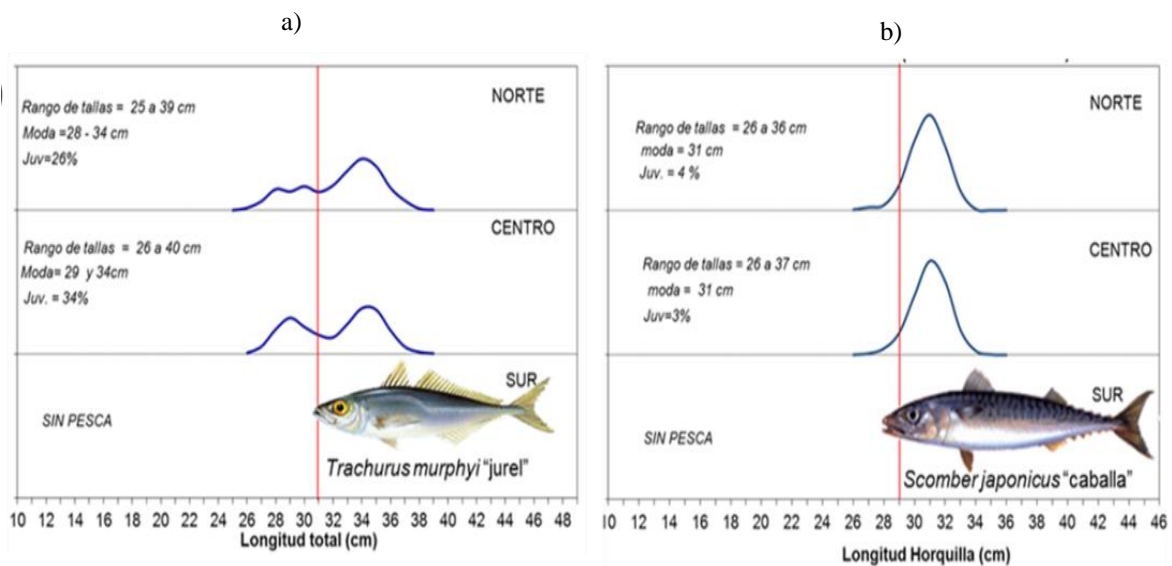 a)
NORTE
Rango de tallas = 25 a 39 cm
Moda =28 - 34 cm
Juv=26%
CENTRO
Rango de tallas = 26 a 40 cm
Moda= 29 y 34cm
Juv. = 34%
SUR
SIN PESCA
Trachurus murphyi "jurel"
10 12 14 16 18 20 22 24 26 28 30 32 34 36 38 40 42 44 46 48
Longitud total (cm)
b)
NORTE
Rango de tallas = 26 a 36 cm
moda = 31 cm
Juv. = 4 %
CENTRO
Rango de tallas = 26 a 37 cm
moda = 31 cm
Juv=3%
SUR
SIN PESCA
Scomber japonicus "caballa"
10 12 14 16 18 20 22 24 26 28 30 32 34 36 38 40 42 44 46
Longitud Horquilla (cm)